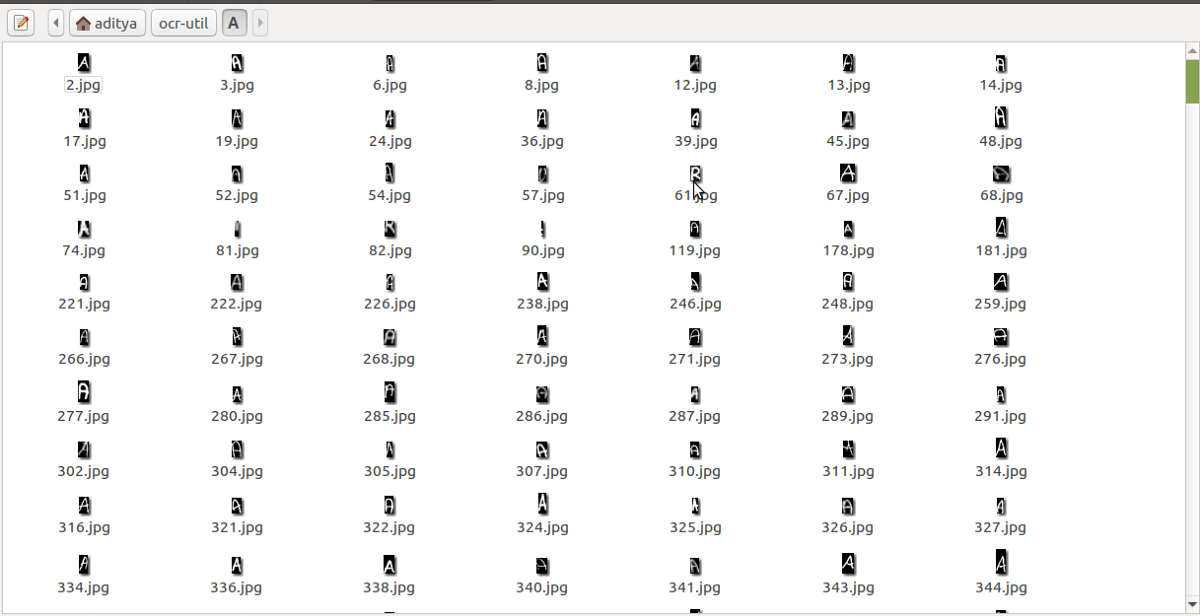 aditya ocr-util A
2.jpg 3.jpg 6.jpg 8.jpg 12.jpg 13.jpg 14.jpg
17.jpg 19.jpg 24.jpg 36.jpg 39.jpg 45.jpg 48.jpg
51.jpg 52.jpg 54.jpg 57.jpg 61.jpg 67.jpg 68.jpg
74.jpg 81.jpg 82.jpg 90.jpg 119.jpg 178.jpg 181.jpg
221.jpg 222.jpg 226.jpg 238.jpg 246.jpg 248.jpg 259.jpg
266.jpg 267.jpg 268.jpg 270.jpg 271.jpg 273.jpg 276.jpg
277.jpg 280.jpg 285.jpg 286.jpg 287.jpg 289.jpg 291.jpg
302.jpg 304.jpg 305.jpg 307.jpg 310.jpg 311.jpg 314.jpg
316.jpg 321.jpg 322.jpg 324.jpg 325.jpg 326.jpg 327.jpg
334.jpg 336.jpg 338.jpg 340.jpg 341.jpg 343.jpg 344.jpg